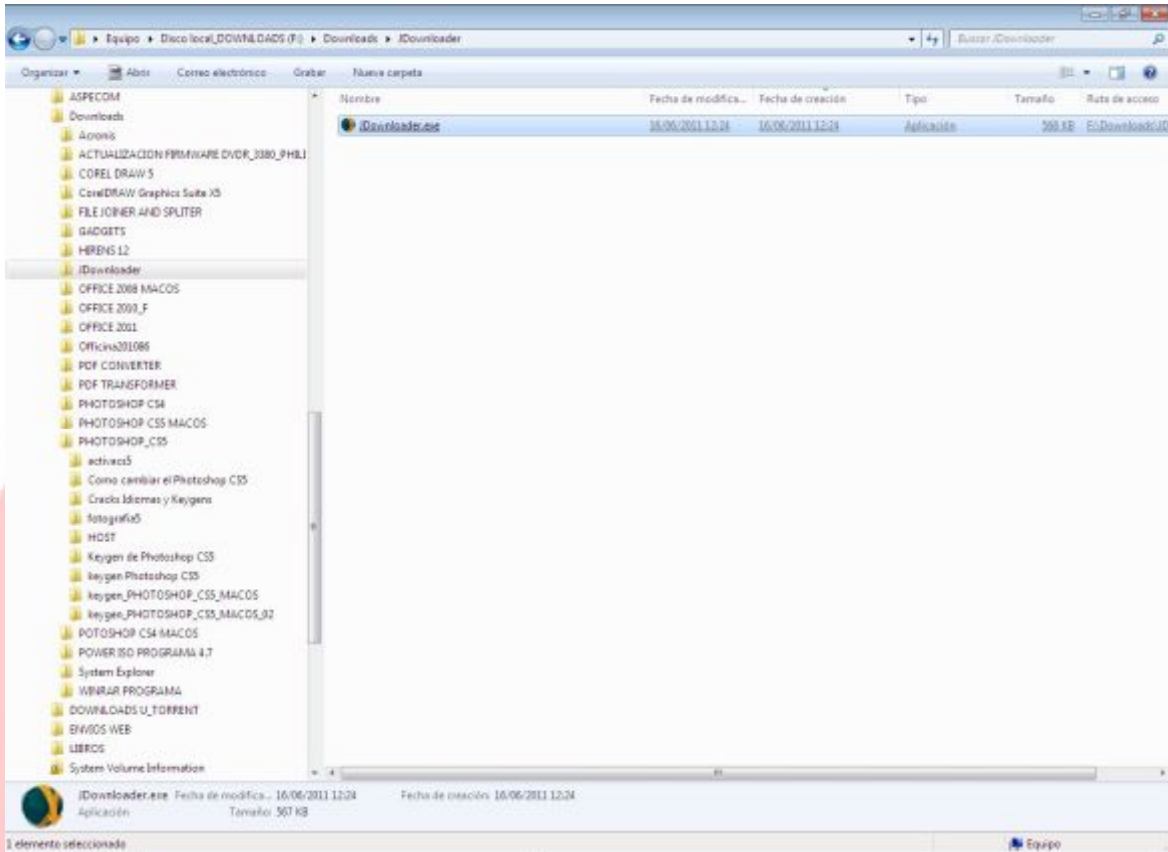 Equipo ▸ Disco local_DOWNLOADS (F:) ▸ Downloads ▸ JDownloader
Buscar JDownloader
Organizar Abrir Correo electrónico Grabar Nueva carpeta
ASPECOM
Downloads
Acronis
ACTUALIZACION FIRMWARE DVDR_3380_PHILI
COREL DRAW 5
CorelDRAW Graphics Suite X5
FILE JOINER AND SPLITER
GADGETS
HIRENS 12
JDownloader
OFFICE 2008 MACOS
OFFICE 2010_F
OFFICE 2011
Officina201086
PDF CONVERTER
PDF TRANSFORMER
PHOTOSHOP CS4
PHOTOSHOP CS5 MACOS
PHOTOSHOP_CS5
activacs5
Como cambiar el Photoshop CS5
Cracks Idiomas y Keygens
fotografia5
HOST
Keygen de Photoshop CS5
keygen Photoshop CS5
keygen_PHOTOSHOP_CS5_MACOS
keygen_PHOTOSHOP_CS5_MACOS_02
POTOSHOP CS4 MACOS
POWER ISO PROGRAMA 4.7
System Explorer
WINRAR PROGRAMA
DOWNLOADS U_TORRENT
ENVIOS WEB
LIBROS
System Volume Information
Nombre Fecha de modifica... Fecha de creación Tipo Tamaño Ruta de acceso
JDownloader.exe 16/06/2011 12:24 16/06/2011 12:24 Aplicación 568 KB F:\Downloads\JD
JDownloader.exe Fecha de modifica... 16/06/2011 12:24 Fecha de creación: 16/06/2011 12:24
Aplicación Tamaño: 567 KB
1 elemento seleccionado Equipo